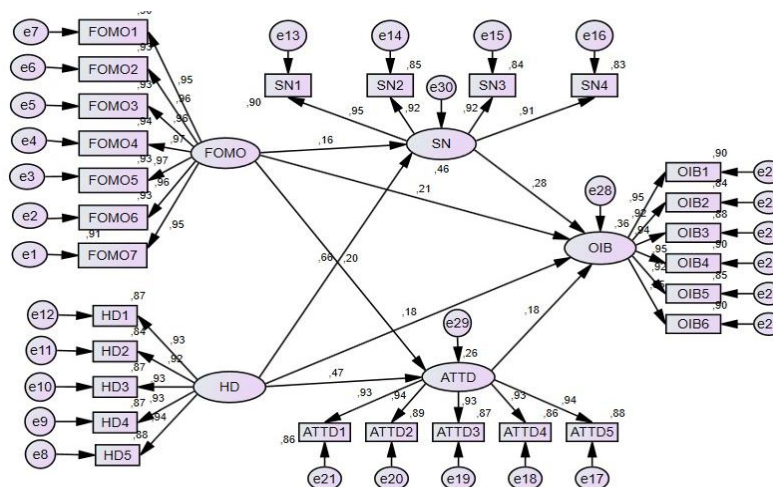 e7 FOMO1
e6 FOMO2 ,93
e5 FOMO3 ,93
e4 FOMO4 ,94
e3 FOMO5 ,93
e2 FOMO6 ,93
e1 FOMO7 ,91
,95
,96
,97
,97
,96
,95
FOMO
e13 e14 e15 e16
SN1 SN2 SN3 SN4
,90 ,85 ,84 ,83
,95 ,92 ,92 ,91
e30
SN
,46
,16
,21
,28
,66 ,20
,18
,18
,47
e28
,36
OIB
OIB1 ,90
OIB2 ,84
OIB3 ,88
OIB4 ,90
OIB5 ,85
OIB6 ,90
,95
,92
,94
,95
,92
e12 HD1 ,87
e11 HD2 ,84
e10 HD3 ,87
e9 HD4 ,87
e8 HD5 ,88
,93
,92
,93
,93
,94
HD
e29
,26
ATTD
,93 ,94 ,93 ,93 ,94
ATTD1 ATTD2 ATTD3 ATTD4 ATTD5
,86 ,89 ,87 ,86 ,88
e21 e20 e19 e18 e17